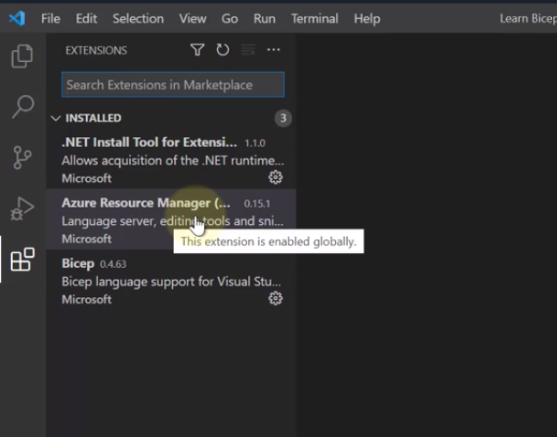 File Edit Selection View Go Run Terminal Help Learn Bicep
EXTENSIONS
Search Extensions in Marketplace
INSTALLED 3
.NET Install Tool for Extensi... 1.1.0
Allows acquisition of the .NET runtime...
Microsoft
Azure Resource Manager (... 0.15.1
Language server, editing tools and sni...
Microsoft
This extension is enabled globally.
Bicep 0.4.63
Bicep language support for Visual Stu...
Microsoft